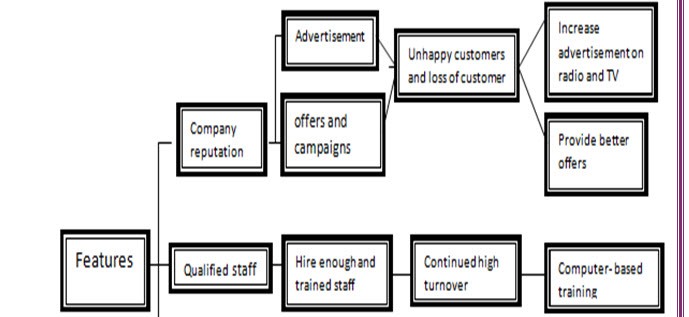 Advertisement
Unhappy customers
and loss of customer
Increase
advertisement on
radio and TV
Company
reputation
offers and
campaigns
Provide better
offers
Features
Qualified staff
Hire enough and
trained staff
Continued high
turnover
Computer- based
training